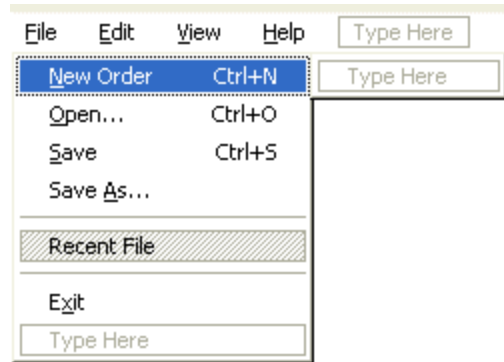 File Edit View Help Type Here
New Order Ctrl+N Type Here
Open... Ctrl+O
Save Ctrl+S
Save As...
Recent File
Exit
Type Here